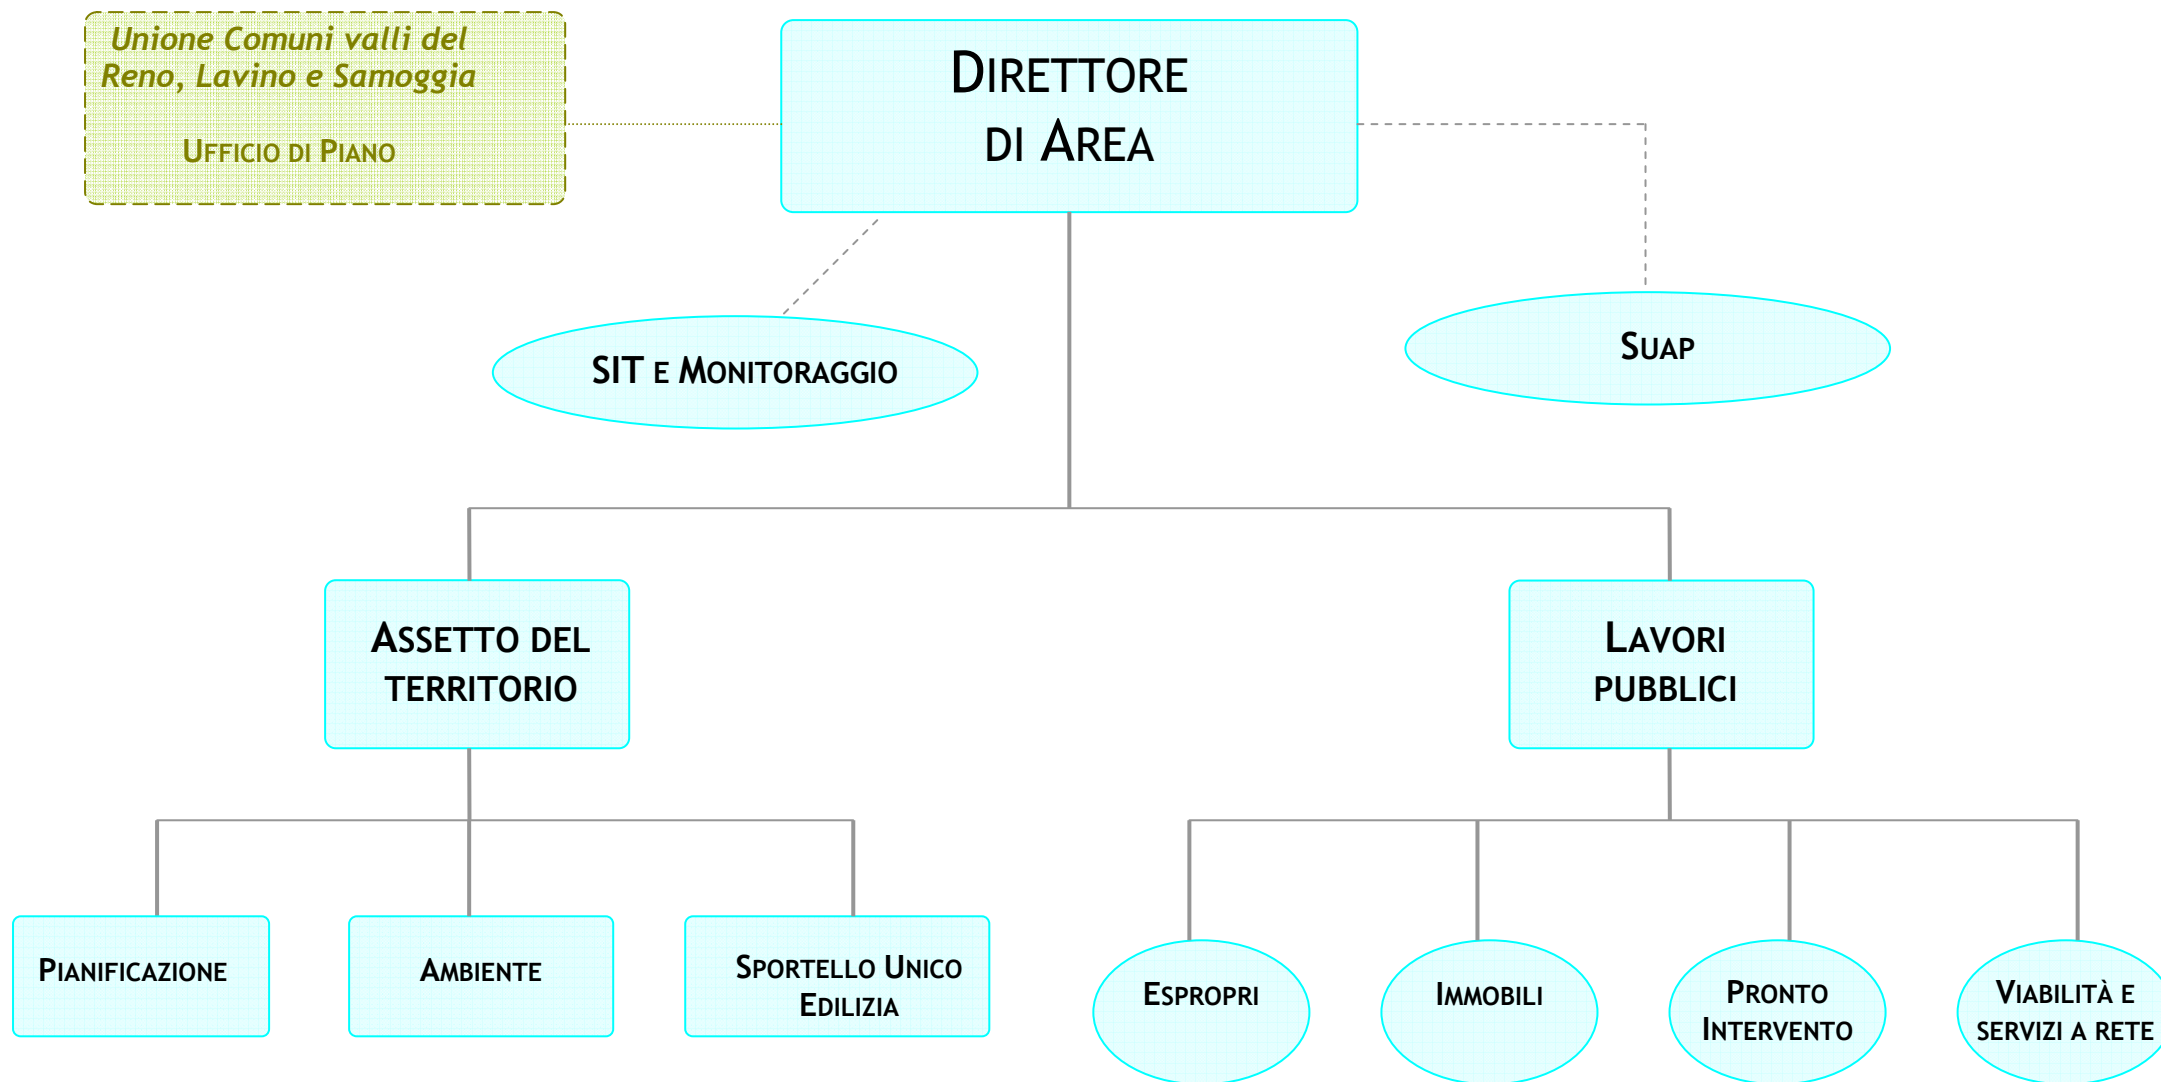 Unione Comuni valli del
Reno, Lavino e Samoggia
UFFICIO DI PIANO
DIRETTORE
DI AREA
SIT E MONITORAGGIO
SUAP
ASSETTO DEL
TERRITORIO
LAVORI
PUBBLICI
PIANIFICAZIONE
AMBIENTE
SPORTELLO UNICO
EDILIZIA
ESPROPRI
IMMOBILI
PRONTO
INTERVENTO
VIABILITÀ E
SERVIZI A RETE